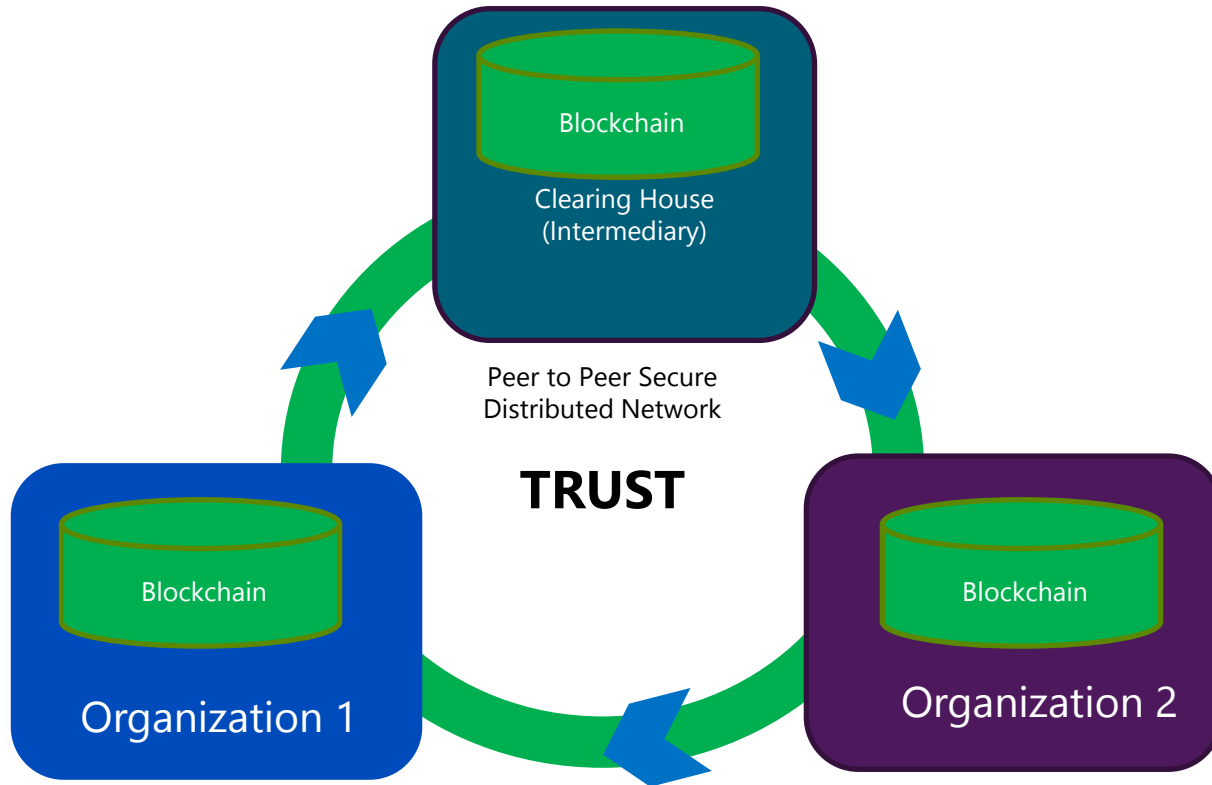 Blockchain
Clearing House
(Intermediary)
Peer to Peer Secure
Distributed Network
TRUST
Blockchain
Organization 1
Blockchain
Organization 2